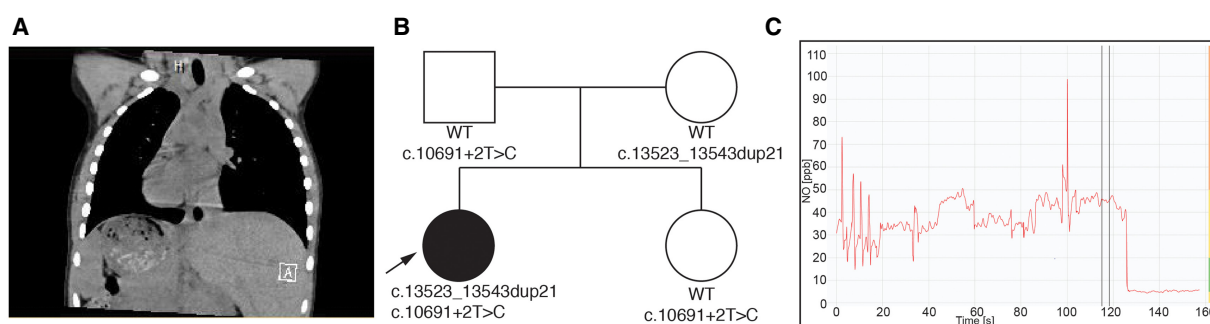 A
B
C
H
A
WT
c.10691+2T>C
WT
c.13523_13543dup21
c.13523_13543dup21
c.10691+2T>C
WT
c.10691+2T>C
110
100
90
80
70
60
50
40
30
20
10
0
NO [ppb]
0 20 40 60 80 100 120 140 160
Time [s]